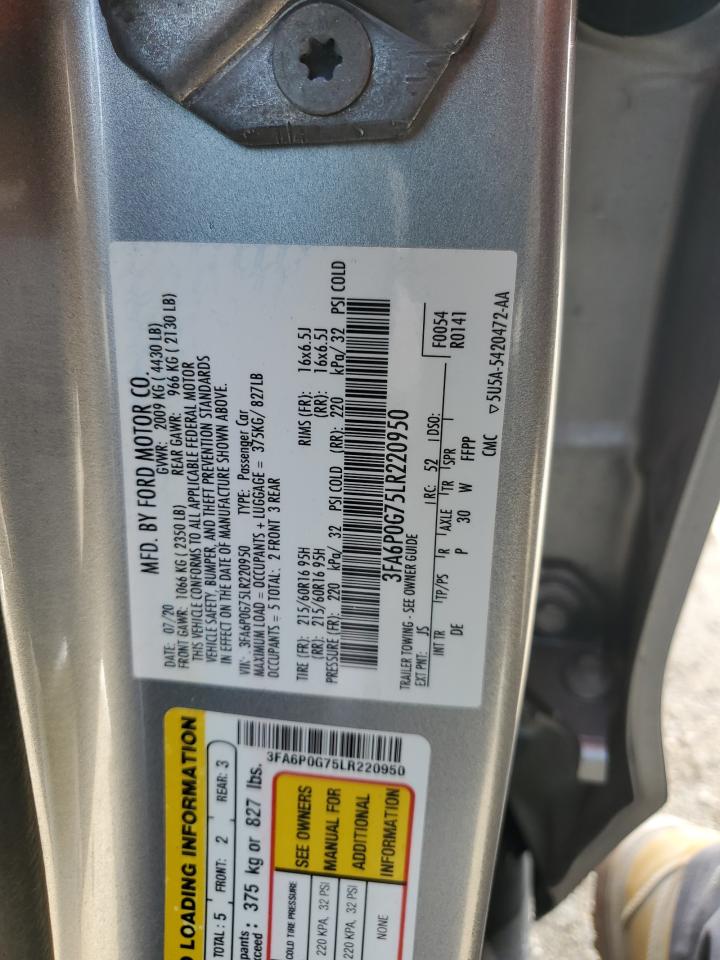 MFD. BY FORD MOTOR CO.
DATE: 07/20 GVWR: 2009 KG ( 4430 LB)
FRONT GAWR: 1066 KG ( 2350 LB) REAR GAWR: 966 KG ( 2130 LB)
THIS VEHICLE CONFORMS TO ALL APPLICABLE FEDERAL MOTOR
VEHICLE SAFETY, BUMPER, AND THEFT PREVENTION STANDARDS
IN EFFECT ON THE DATE OF MANUFACTURE SHOWN ABOVE.
VIN: 3FA6P0G75LR220950 TYPE: Passenger Car
MAXIMUM LOAD = OCCUPANTS + LUGGAGE = 375KG/ 827LB
OCCUPANTS = 5 TOTAL: 2 FRONT 3 REAR
TIRE (FR): 215/60R16 95H RIMS (FR): 16x6.5J
(RR): 215/60R16 95H (RR): 16x6.5J
PRESSURE (FR): 220 kPa/ 32 PSI COLD (RR): 220 kPa/ 32 PSI COLD
3FA6P0G75LR220950
TRAILER TOWING - SEE OWNER GUIDE
F0054
R0141
EXT PNT: JS RC: 52 DSO:
INT TR TP/PS R AXLE TR SPR
DE P 30 W FFPP
CMC ▽5U5A-5420472-AA
LOADING INFORMATION
TOTAL: 5 FRONT: 2 REAR: 3
375 kg or 827 lbs.
3FA6P0G75LR220950
COLD TIRE PRESSURE
220 KPA, 32 PSI
220 KPA, 32 PSI
NONE
SEE OWNERS
MANUAL FOR
ADDITIONAL
INFORMATION